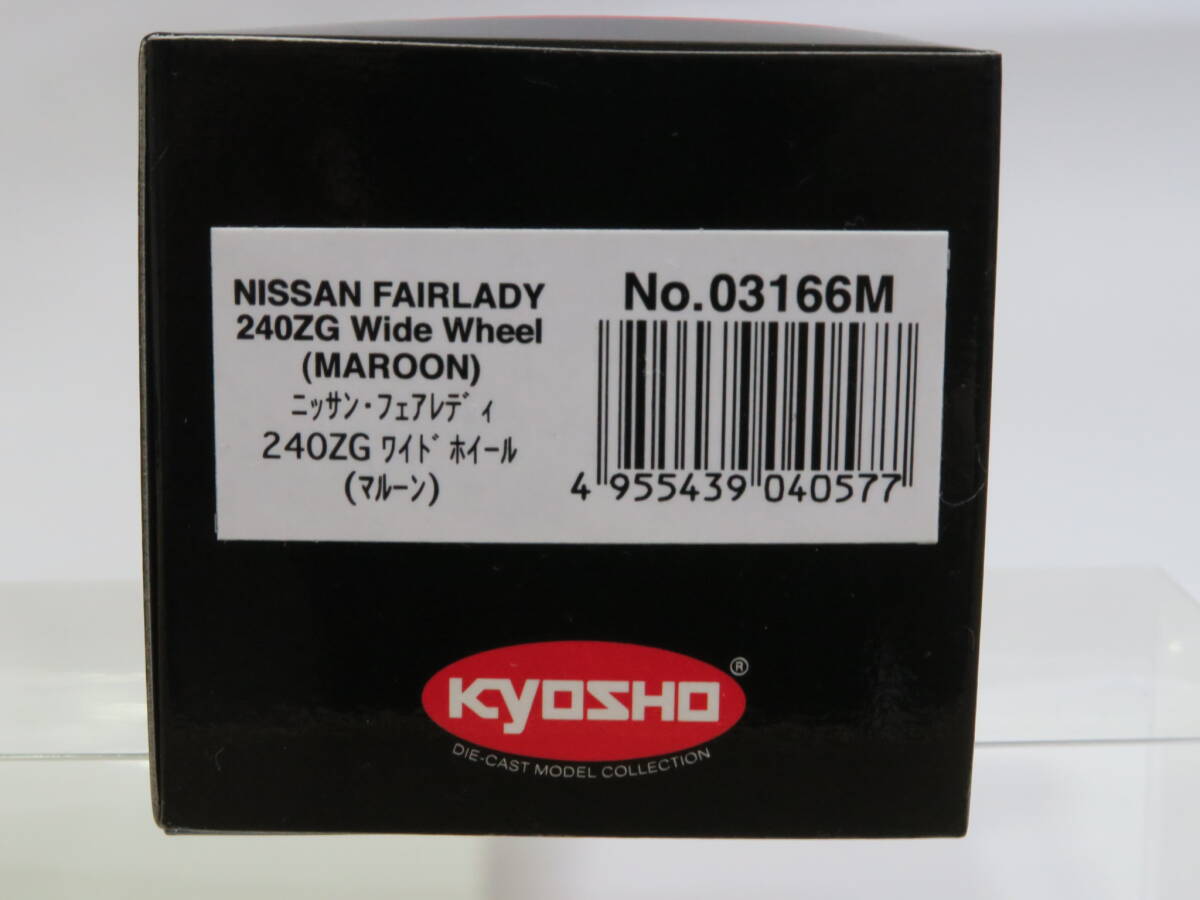 NISSAN FAIRLADY
240ZG Wide Wheel
(MAROON)
ニッサン・フェアレディ
240ZG ワイドホイール
(マルーン)
No.03166M
4 955439 040577
KYOSHO®
DIE-CAST MODEL COLLECTION